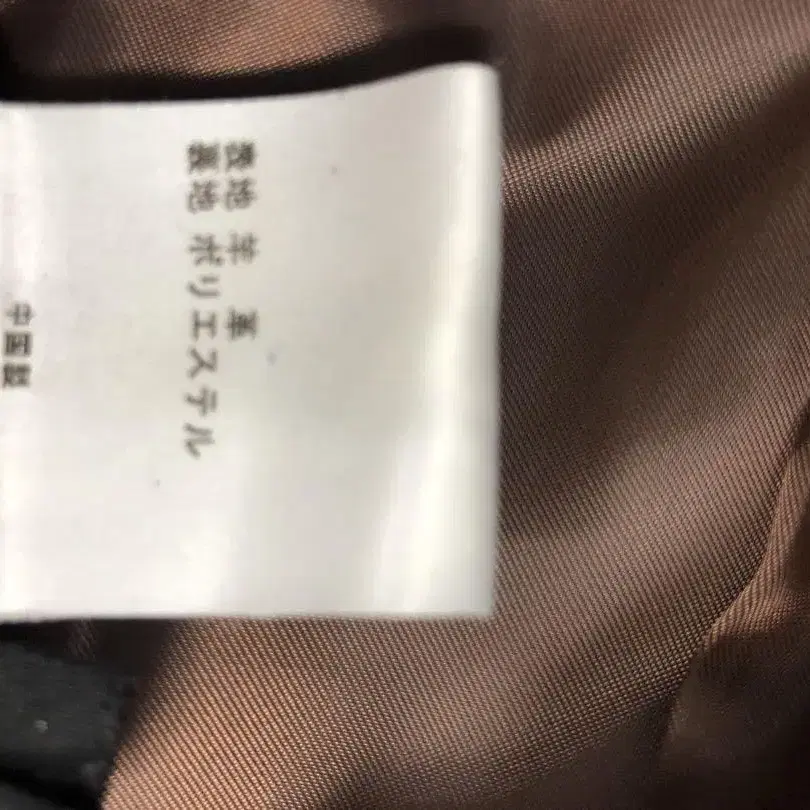 表地 羊 革
裏地 ポリエステル
中国製